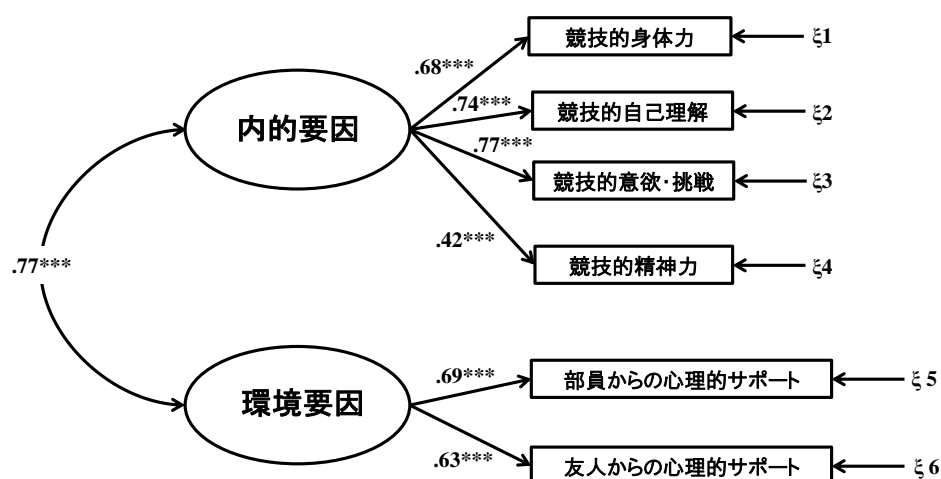 競技的身体力
ξ1
.68***
内的要因
.74***
競技的自己理解
ξ2
.77***
競技的意欲・挑戦
ξ3
.42***
競技的精神力
ξ4
.77***
環境要因
.69***
部員からの心理的サポート
ξ 5
.63***
友人からの心理的サポート
ξ 6